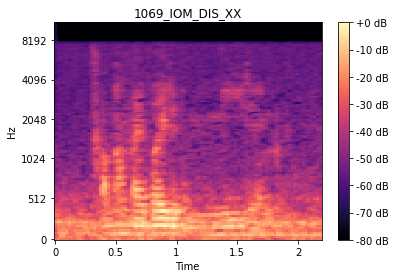 1069_IOM_DIS_XX
Hz
8192
4096
2048
1024
512
0
0
0.5
1
1.5
2
Time
+0 dB
-10 dB
-20 dB
-30 dB
-40 dB
-50 dB
-60 dB
-70 dB
-80 dB